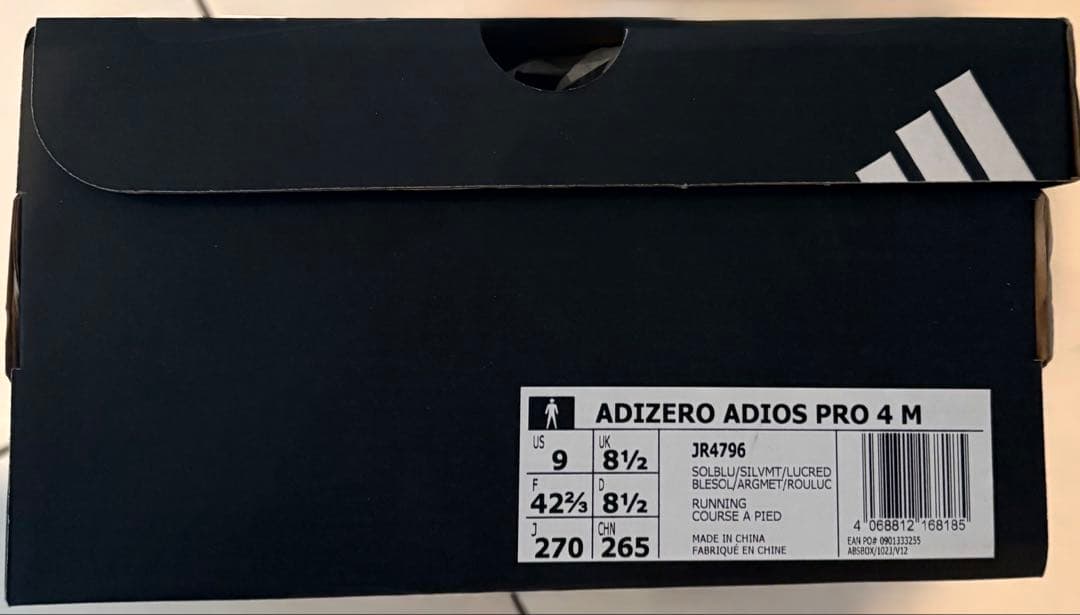 ADIZERO ADIOS PRO 4 M
US 9 UK 8½
F 42⅔ D 8½
J 270 CHN 265
JR4796
SOLBLU/SILVMT/LUCRED
BLESOL/ARGMET/ROULUC
RUNNING
COURSE A PIED
MADE IN CHINA
FABRIQUÉ EN CHINE
4 068812 168185
EAN PO# 0901333255
ABSBOX/1023/V12